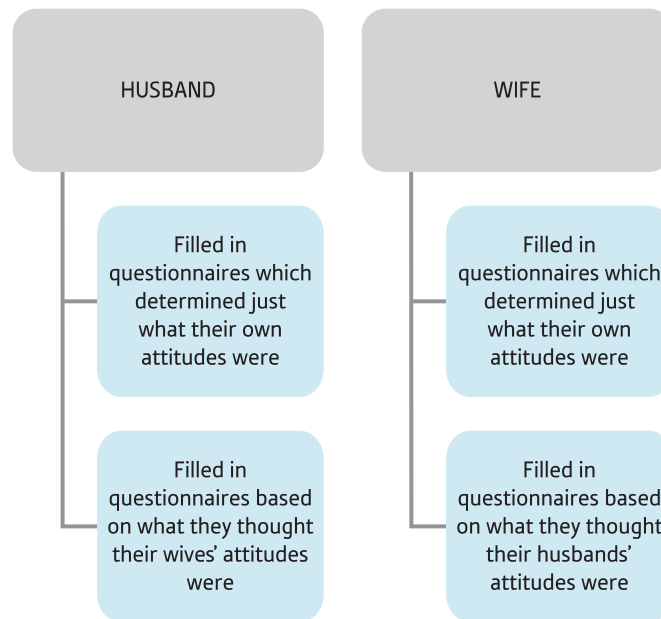 HUSBAND
Filled in
questionnaires which
determined just
what their own
attitudes were
Filled in
questionnaires based
on what they thought
their wives’ attitudes
were
WIFE
Filled in
questionnaires which
determined just
what their own
attitudes were
Filled in
questionnaires based
on what they thought
their husbands’
attitudes were